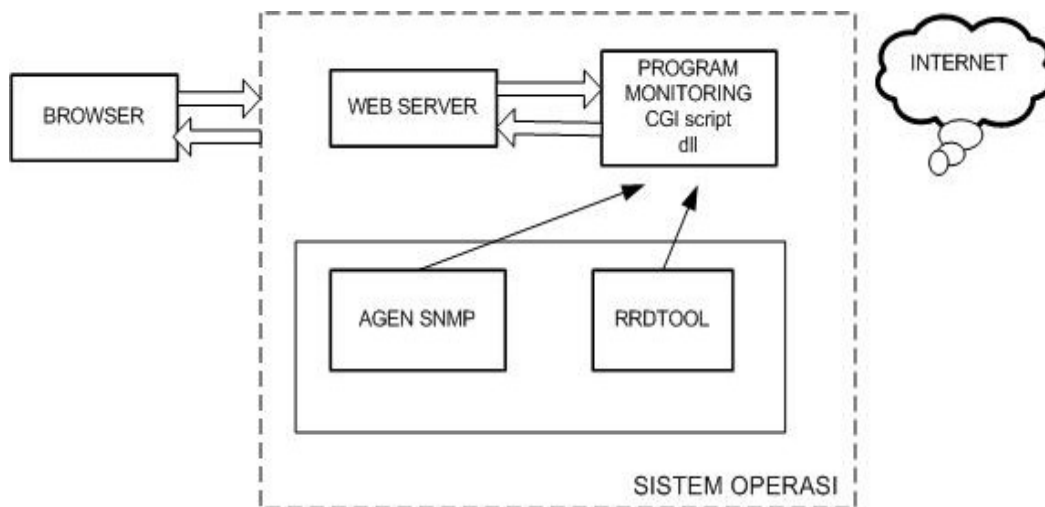 BROWSER
WEB SERVER
PROGRAM
MONITORING
CGI script
dll
INTERNET
AGEN SNMP
RRDTOOL
SISTEM OPERASI